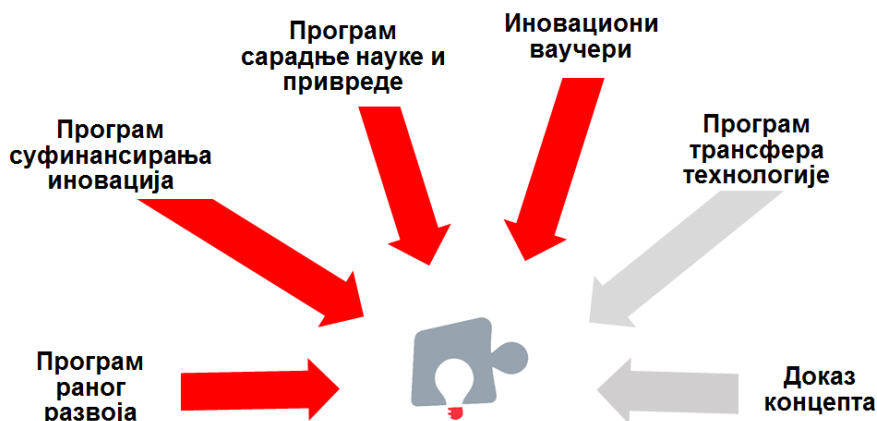 Програм
сарадње науке и
привреде
Иновациони
ваучери
Програм
суфинансирања
иновација
Програм
трансфера
технологије
Програм
раног
развоја
Доказ
концепта